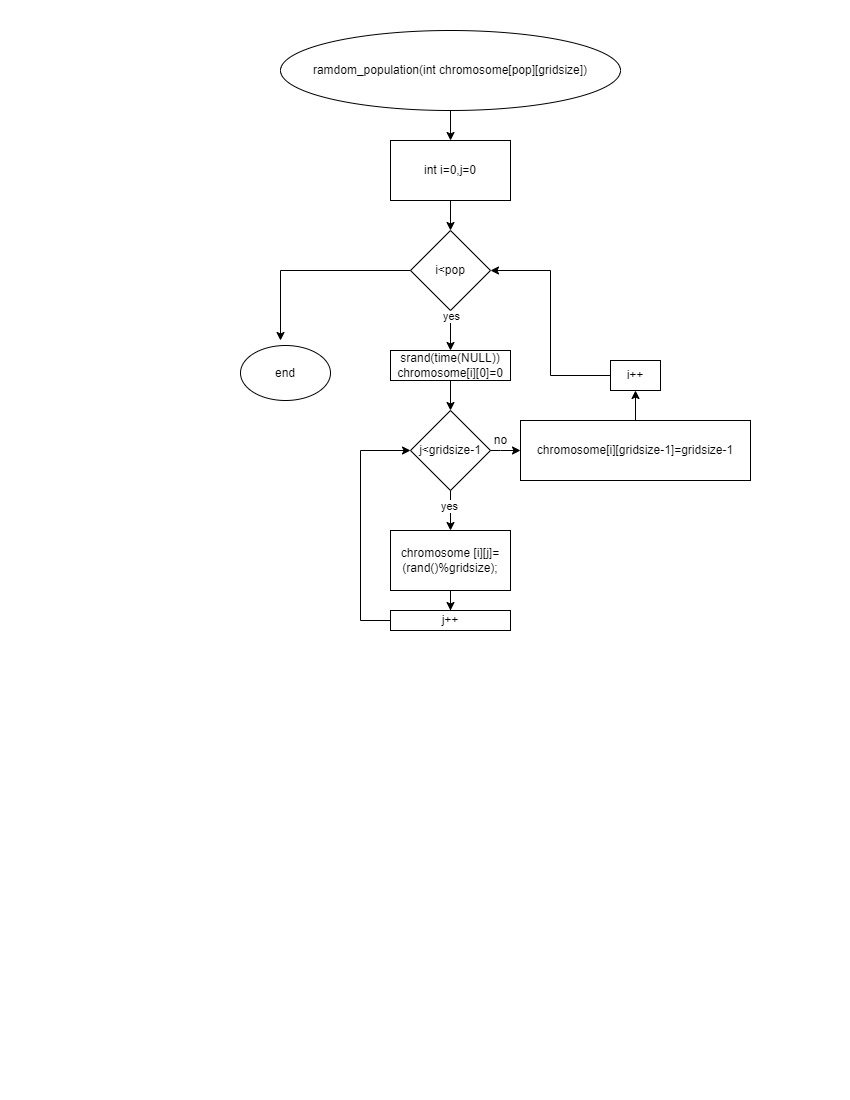 ramdom_population(int chromosome[pop][gridsize])
int i=0,j=0
i<pop
yes
srand(time(NULL))
chromosome[i][0]=0
end
i++
j<gridsize-1
no
chromosome[i][gridsize-1]=gridsize-1
yes
chromosome [i][j]=
(rand()%gridsize);
j++